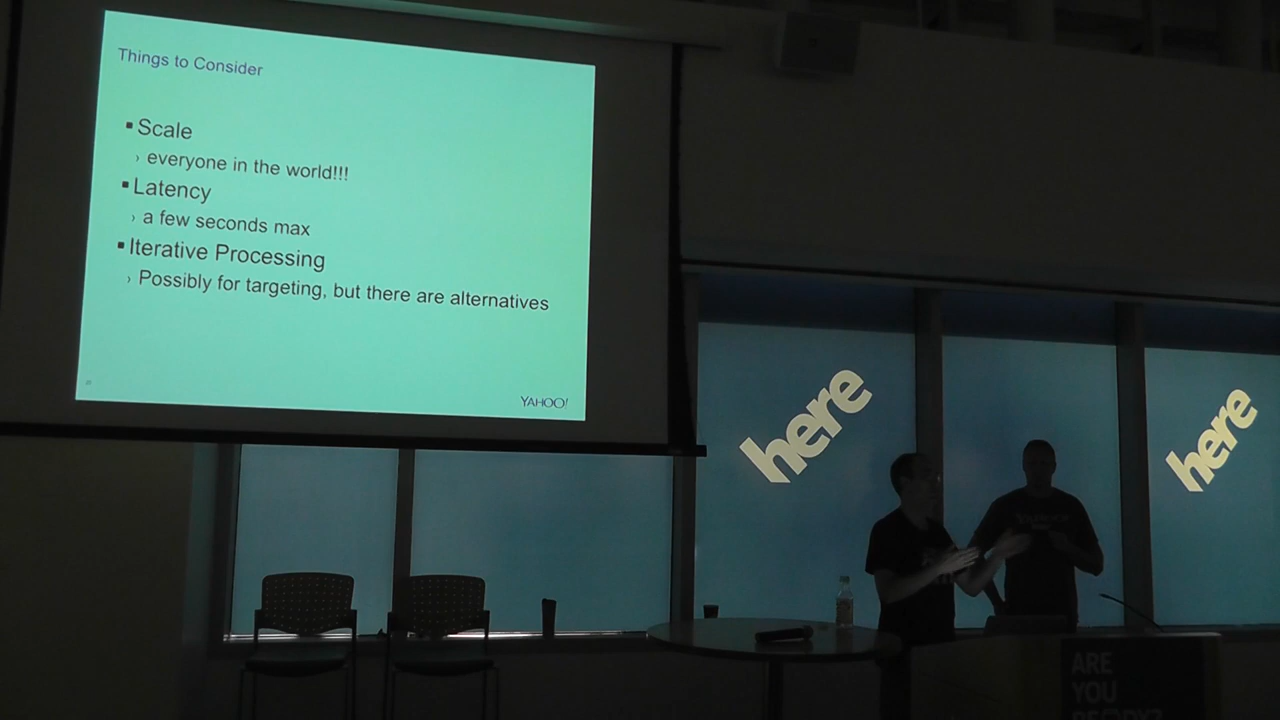 Things to Consider
▪ Scale
› everyone in the world!!!
▪ Latency
› a few seconds max
▪ Iterative Processing
› Possibly for targeting, but there are alternatives
YAHOO!
here
here
ARE
YOU
READY?